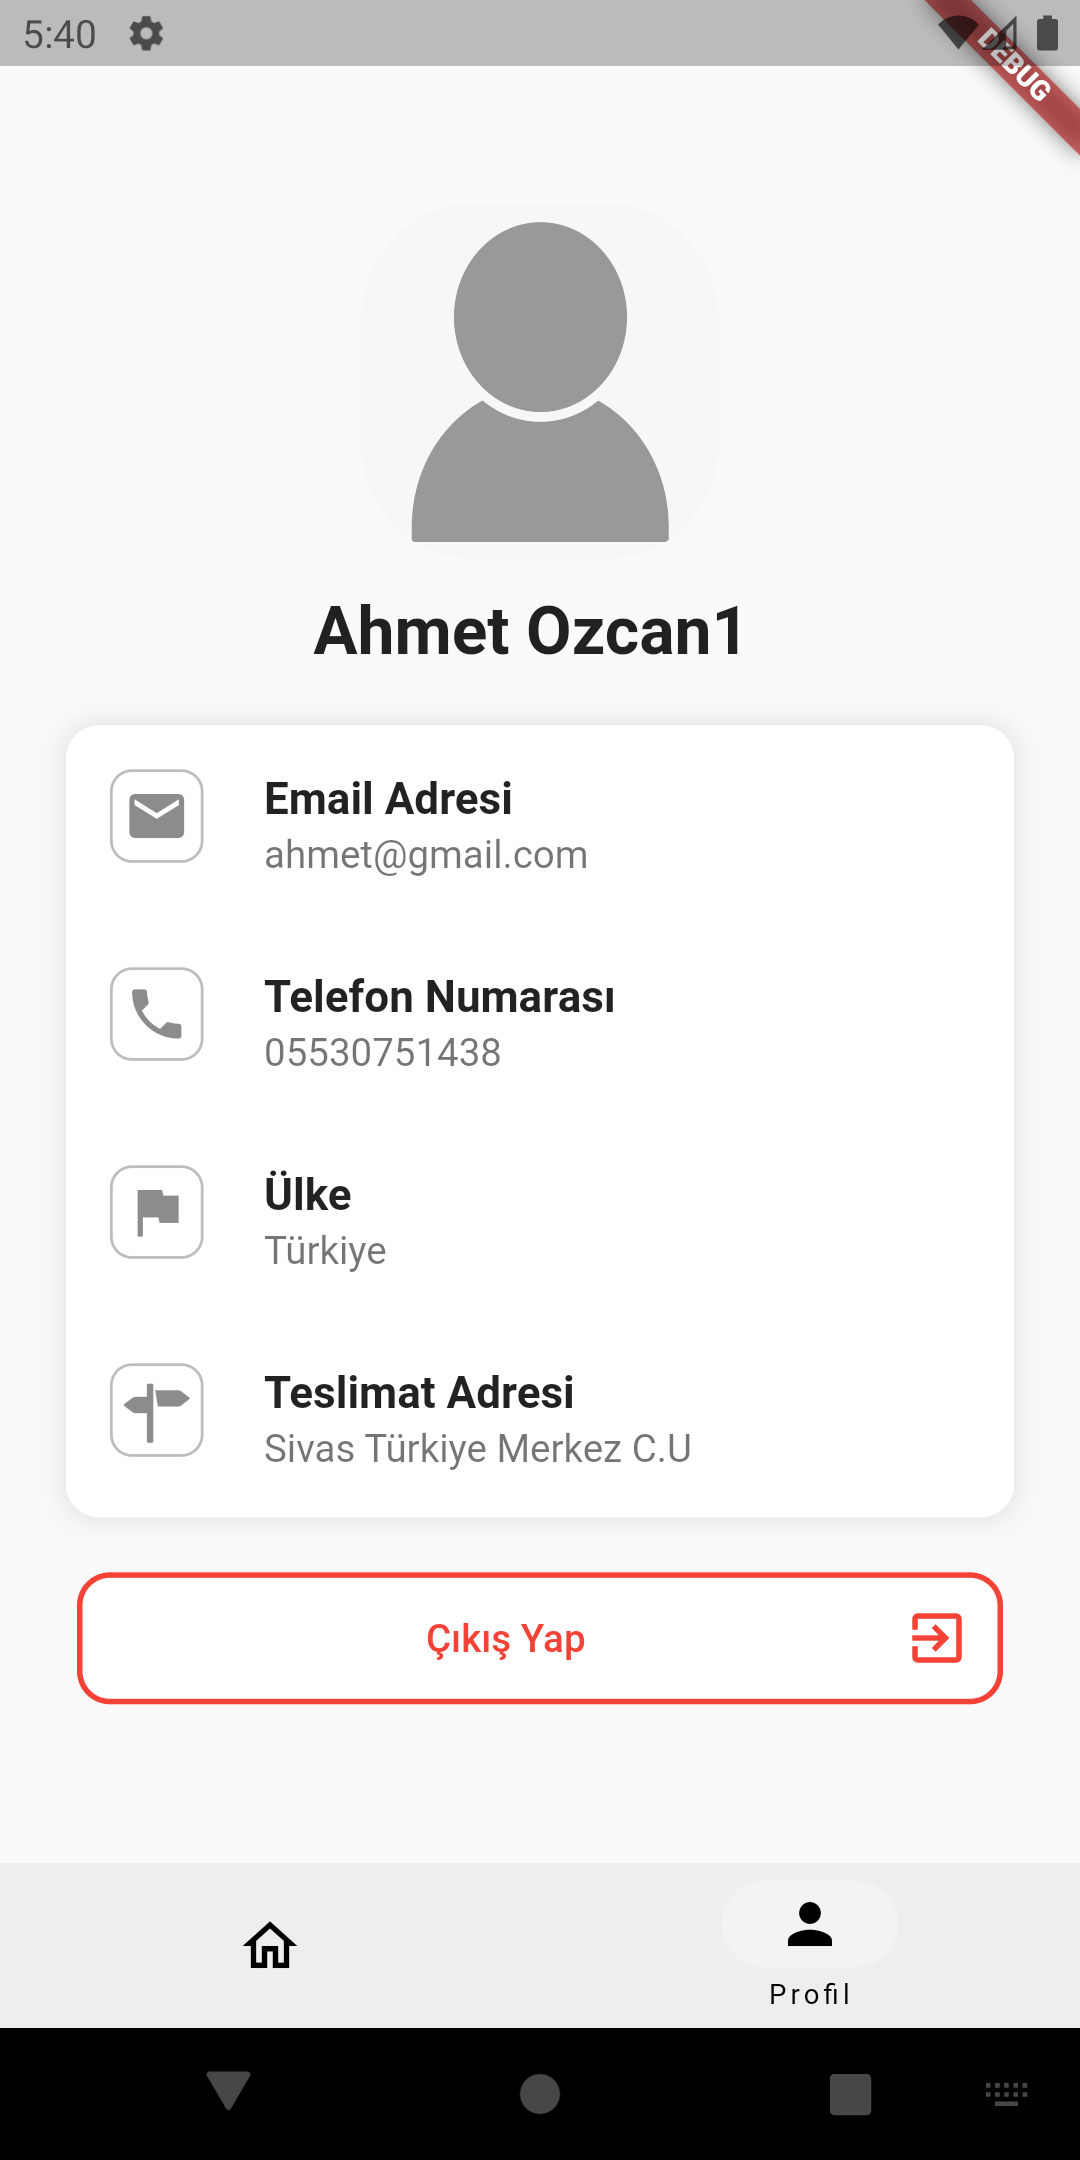 5:40
DEBUG
Ahmet Ozcan1
Email Adresi
ahmet@gmail.com
Telefon Numarası
05530751438
Ülke
Türkiye
Teslimat Adresi
Sivas Türkiye Merkez C.U
Çıkış Yap
Profil